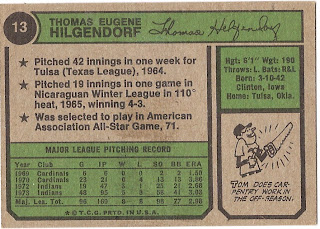 13
THOMAS EUGENE
HILGENDORF
Thomas Hilgendorf
★ Pitched 42 innings in one week for
Tulsa (Texas League), 1964.
★ Pitched 19 innings in one game in
Nicaraguan Winter League in 110°
heat, 1965, winning 4-3.
★ Was selected to play in American
Association All-Star Game, 71.
Hgt: 6'1" Wgt: 190
Throws: L Bats: R&L
Born: 3-10-42
Clinton, Iowa
Home: Tulsa, Okla.
MAJOR LEAGUE PITCHING RECORD
YEAR CLUB G IP W L SO BB ERA
1969 Cardinals
1970 Cardinals
1972 Indians
1973 Indians
Maj. Lea. Tot.
★ © T.C.G. PRTD. IN U.S.A.
TOM DOES CAR-
PENTRY WORK IN
THE OFF-SEASON.